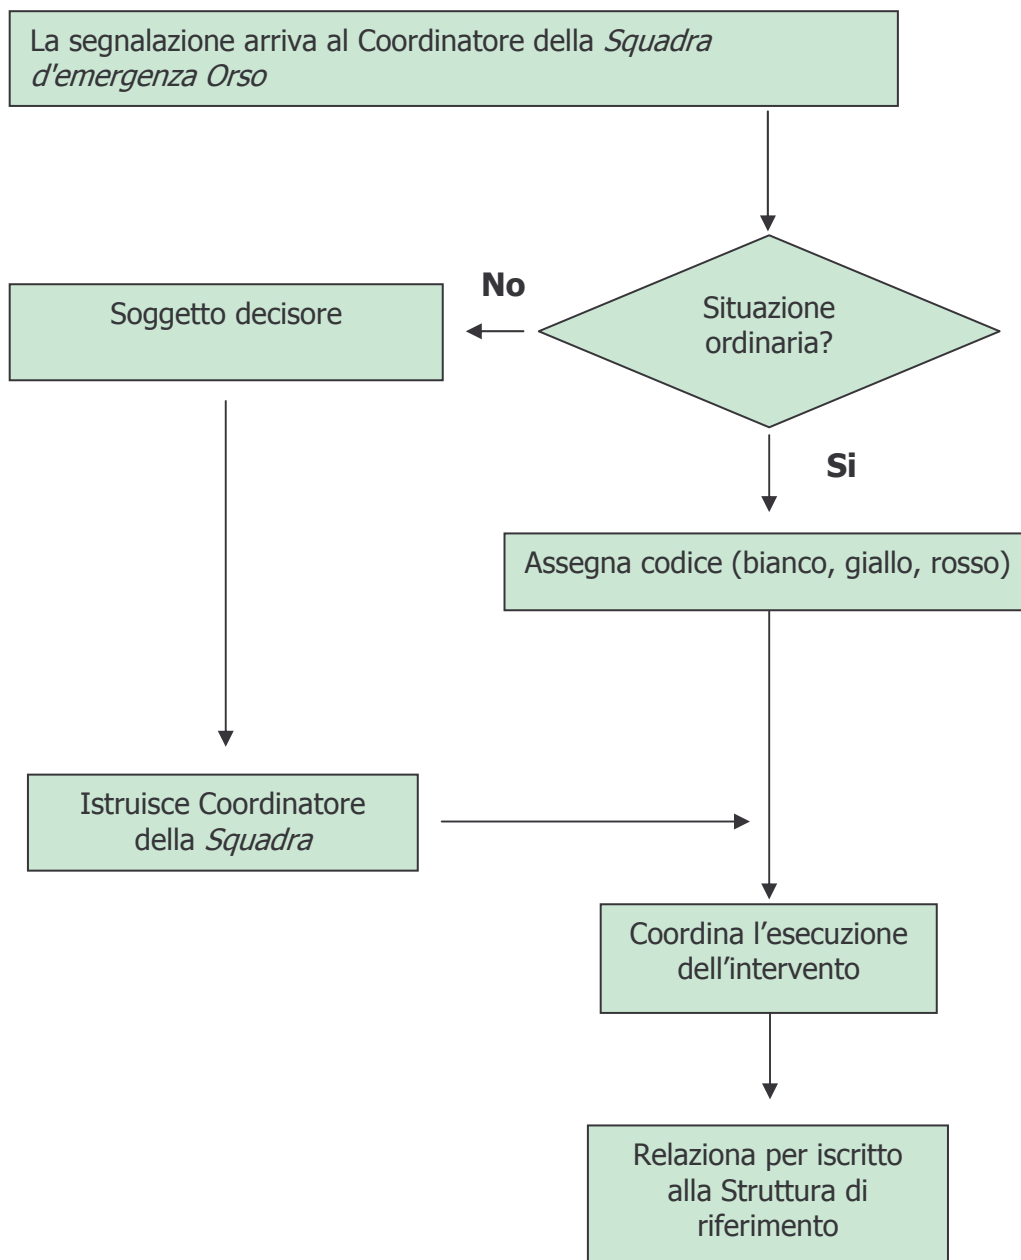 La segnalazione arriva al Coordinatore della Squadra
d'emergenza Orso
No
Soggetto decisore
Situazione
ordinaria?
Si
Assegna codice (bianco, giallo, rosso)
Istruisce Coordinatore
della Squadra
Coordina l’esecuzione
dell’intervento
Relaziona per iscritto
alla Struttura di
riferimento